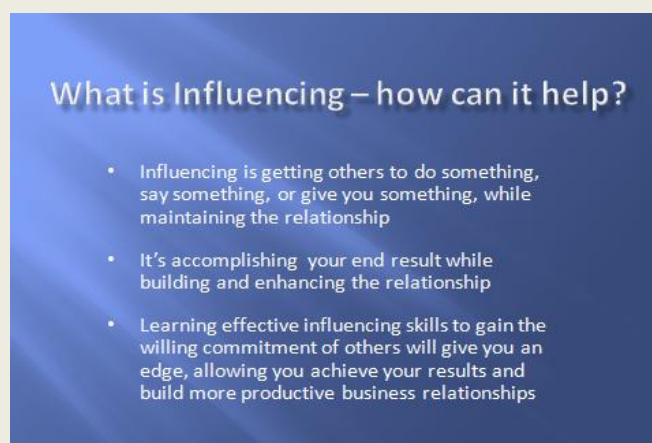 What is Influencing – how can it help?
• Influencing is getting others to do something,
say something, or give you something, while
maintaining the relationship
• It's accomplishing your end result while
building and enhancing the relationship
• Learning effective influencing skills to gain the
willing commitment of others will give you an
edge, allowing you achieve your results and
build more productive business relationships